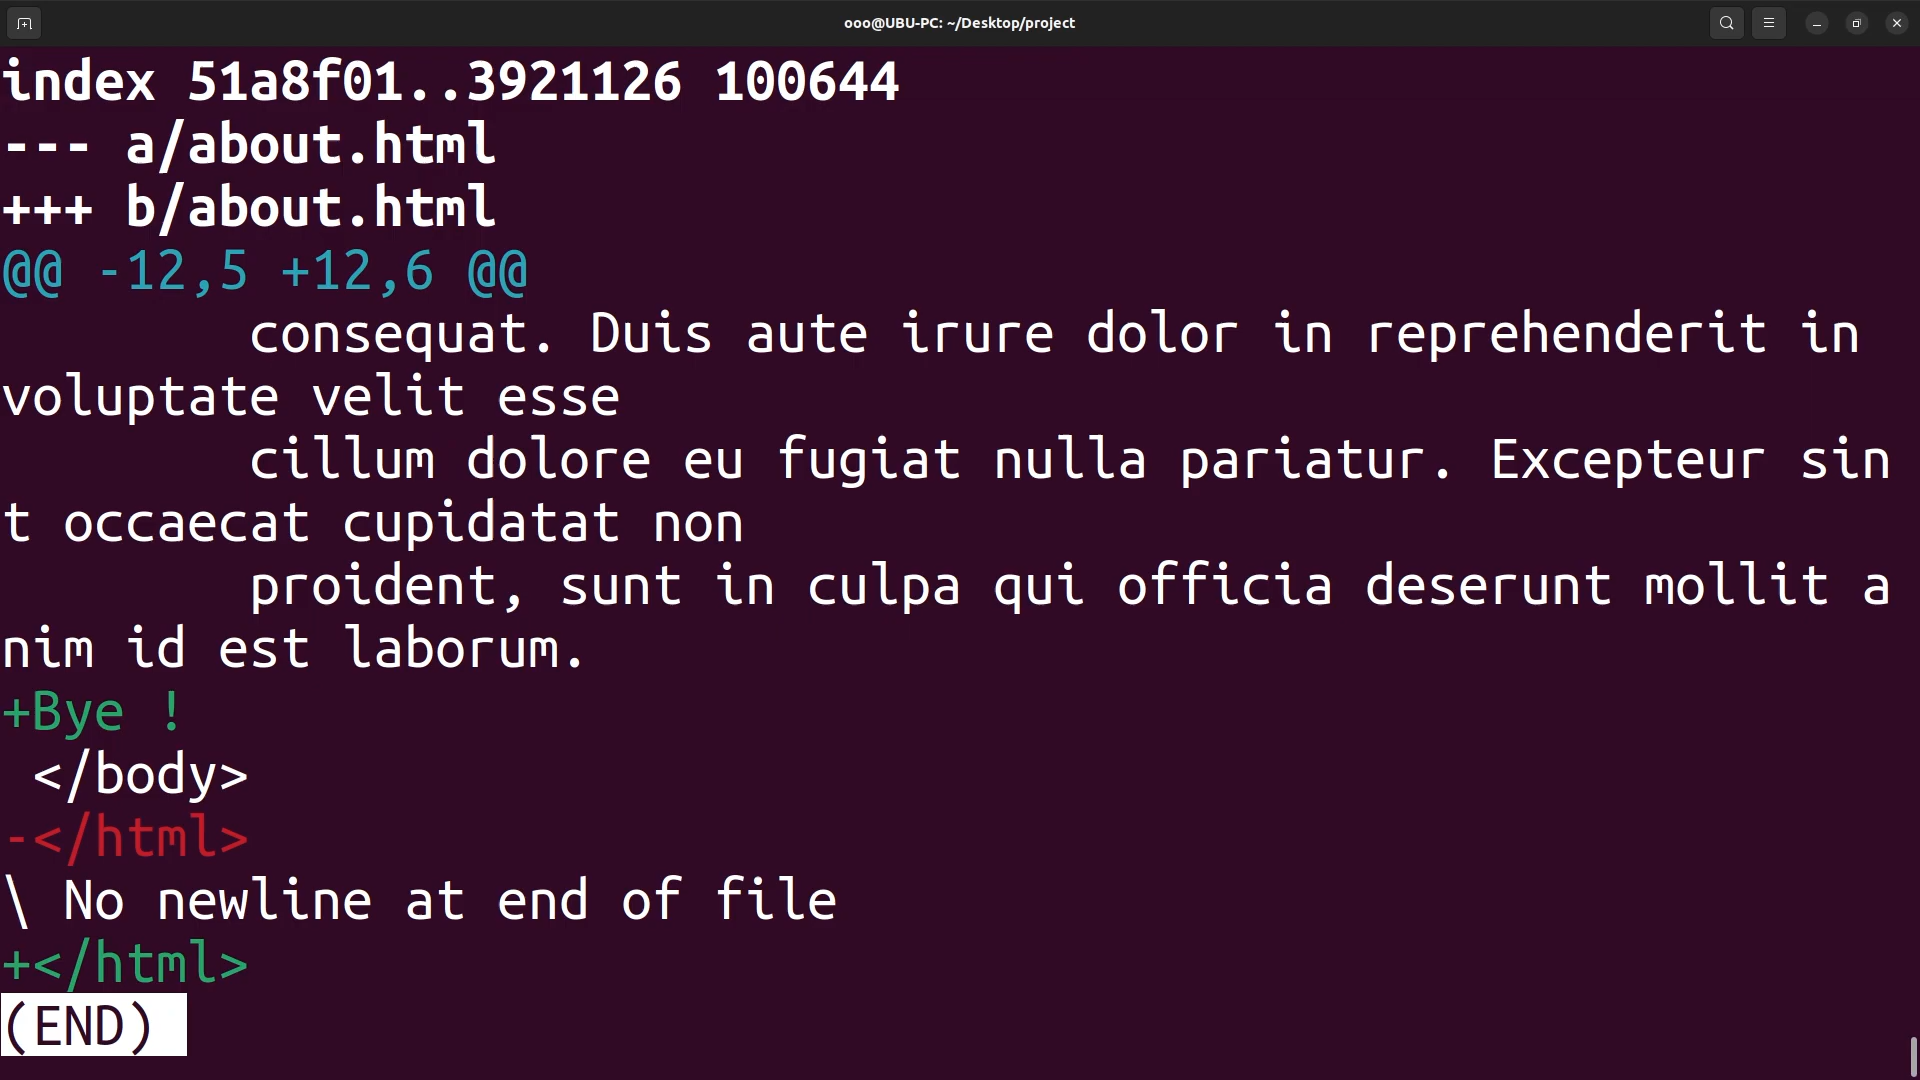 ooo@UBU-PC: ~/Desktop/project
index 51a8f01..3921126 100644
--- a/about.html
+++ b/about.html
@@ -12,5 +12,6 @@
        consequat. Duis aute irure dolor in reprehenderit in
voluptate velit esse
        cillum dolore eu fugiat nulla pariatur. Excepteur sin
t occaecat cupidatat non
        proident, sunt in culpa qui officia deserunt mollit a
nim id est laborum.
+Bye !
 </body>
-</html>
\ No newline at end of file
+</html>
(END)